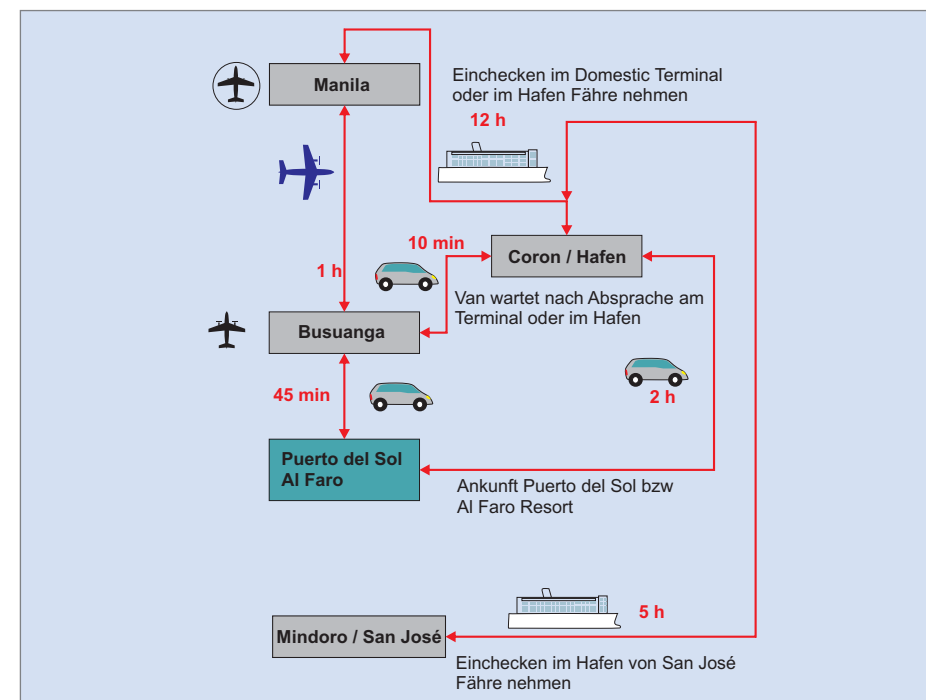 Manila
Einchecken im Domestic Terminal
oder im Hafen Fähre nehmen
12 h
10 min
Coron / Hafen
1 h
Van wartet nach Absprache am
Terminal oder im Hafen
Busuanga
45 min
2 h
Puerto del Sol
Al Faro
Ankunft Puerto del Sol bzw
Al Faro Resort
5 h
Mindoro / San José
Einchecken im Hafen von San José
Fähre nehmen